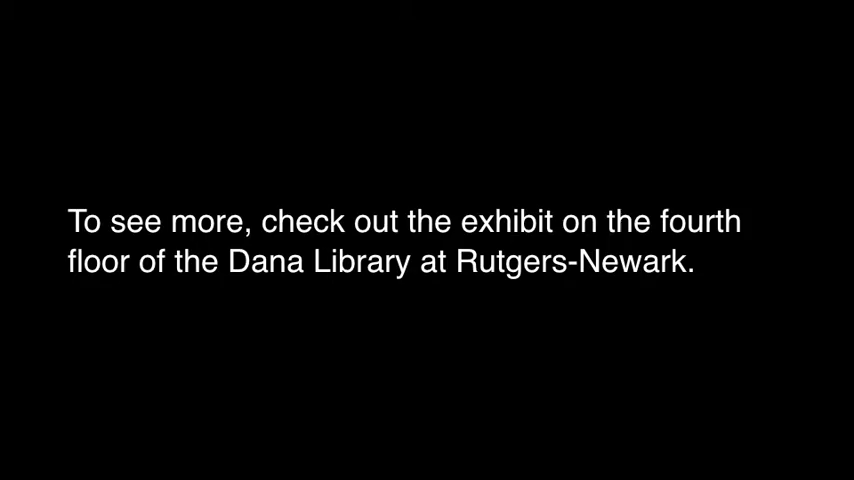 To see more, check out the exhibit on the fourth
floor of the Dana Library at Rutgers-Newark.